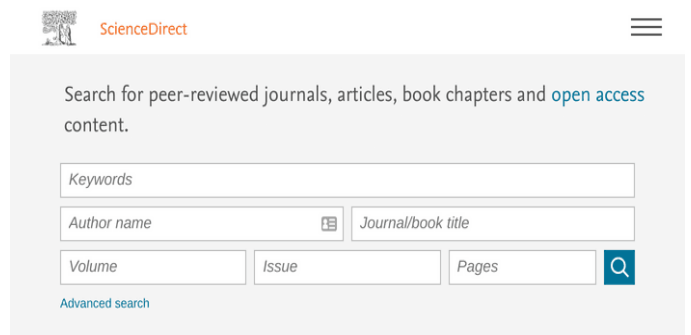 ScienceDirect
Search for peer-reviewed journals, articles, book chapters and open access
content.
Keywords
Author name
Journal/book title
Volume
Issue
Pages
Advanced search